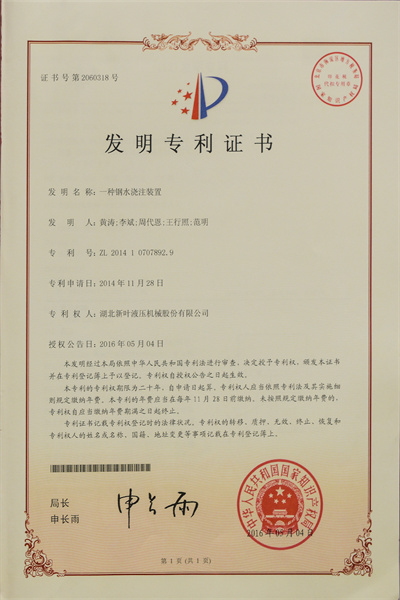 证书号第2060318号
发明专利证书
发明名称：一种钢水浇注装置
发明人：黄涛;李斌;周代恩;王行照;范明
专利号：ZL 2014 1 0707892.9
专利申请日：2014年11月28日
专利权人：湖北新叶液压机械股份有限公司
授权公告日：2016年05月04日
本发明经过本局依照中华人民共和国专利法进行审查，决定授予专利权，颁发本证书
并在专利登记簿上予以登记。专利权自授权公告之日起生效。
本专利的专利权期限为二十年，自申请日起算。专利权人应当依照专利法及其实施细
则规定缴纳年费。本专利的年费应当在每年11月28日前缴纳。未按照规定缴纳年费的，
专利权自应当缴纳年费期满之日起终止。
专利证书记载专利权登记时的法律状况。专利权的转移、质押、无效、终止、恢复和
专利权人的姓名或名称、国籍、地址变更等事项记载在专利登记簿上。
局长
申长雨
申长雨
中华人民共和国国家知识产权局
2016年05月04日
第1页（共1页）